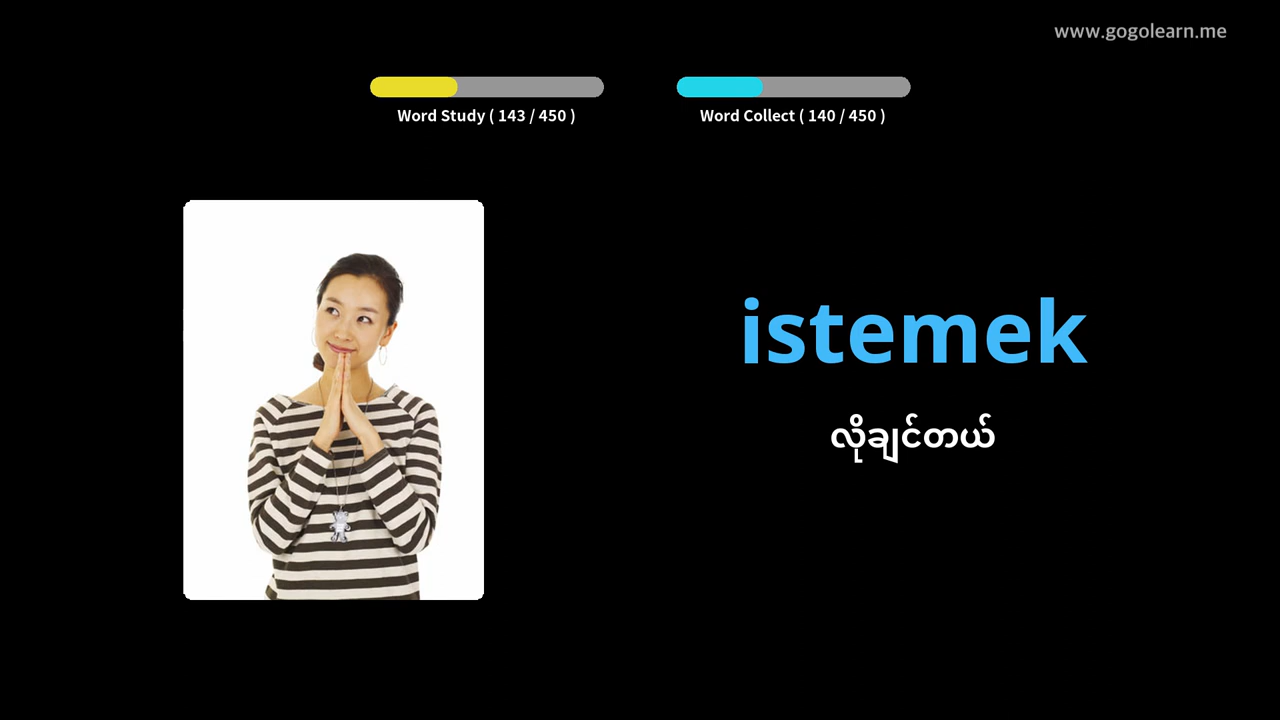 www.gogolearn.me
Word Study ( 143 / 450 )
Word Collect ( 140 / 450 )
istemek
လိုချင်တယ်